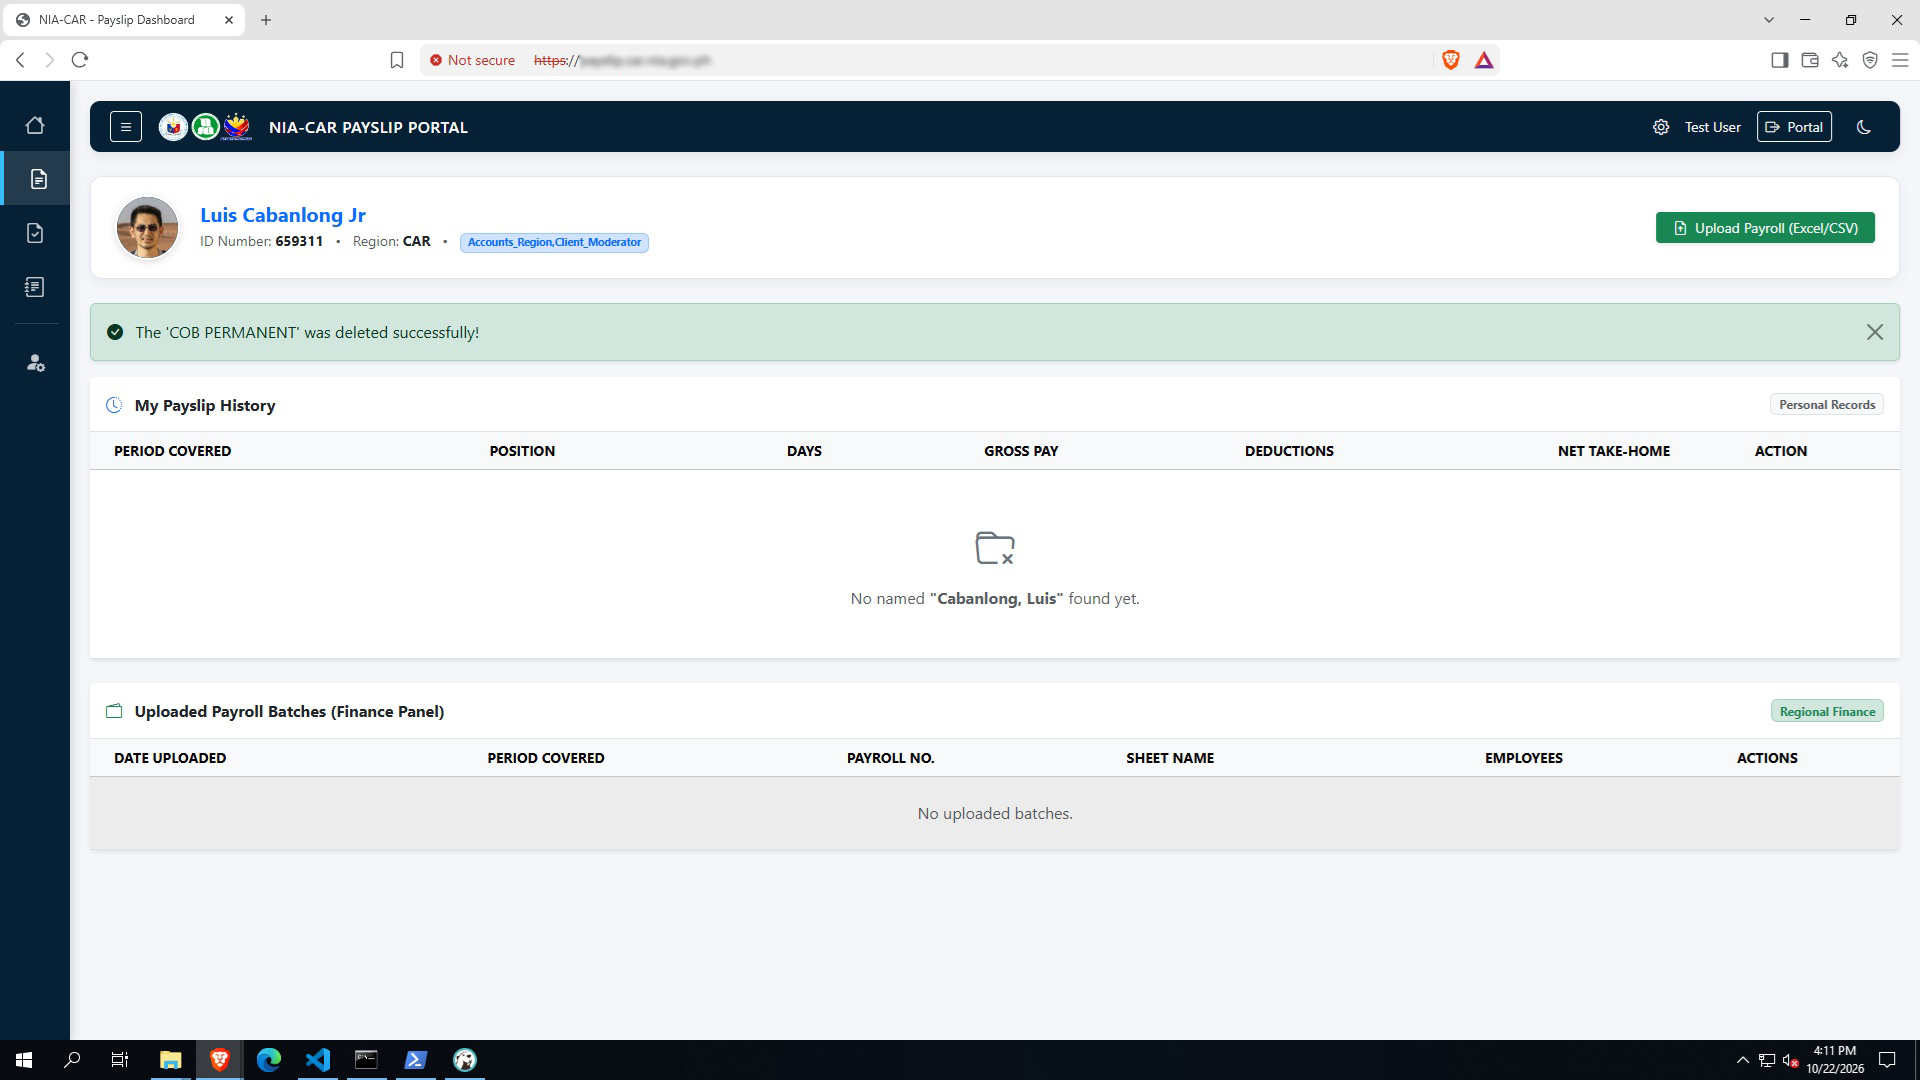 NIA-CAR - Payslip Dashboard
Not secure https://
NIA-CAR PAYSLIP PORTAL
Test User
Portal
Luis Cabanlong Jr
ID Number: 659311 • Region: CAR • Accounts_Region,Client_Moderator
Upload Payroll (Excel/CSV)
The 'COB PERMANENT' was deleted successfully!
My Payslip History
Personal Records
PERIOD COVERED POSITION DAYS GROSS PAY DEDUCTIONS NET TAKE-HOME ACTION
No named "Cabanlong, Luis" found yet.
Uploaded Payroll Batches (Finance Panel)
Regional Finance
DATE UPLOADED PERIOD COVERED PAYROLL NO. SHEET NAME EMPLOYEES ACTIONS
No uploaded batches.
4:11 PM
10/22/2026